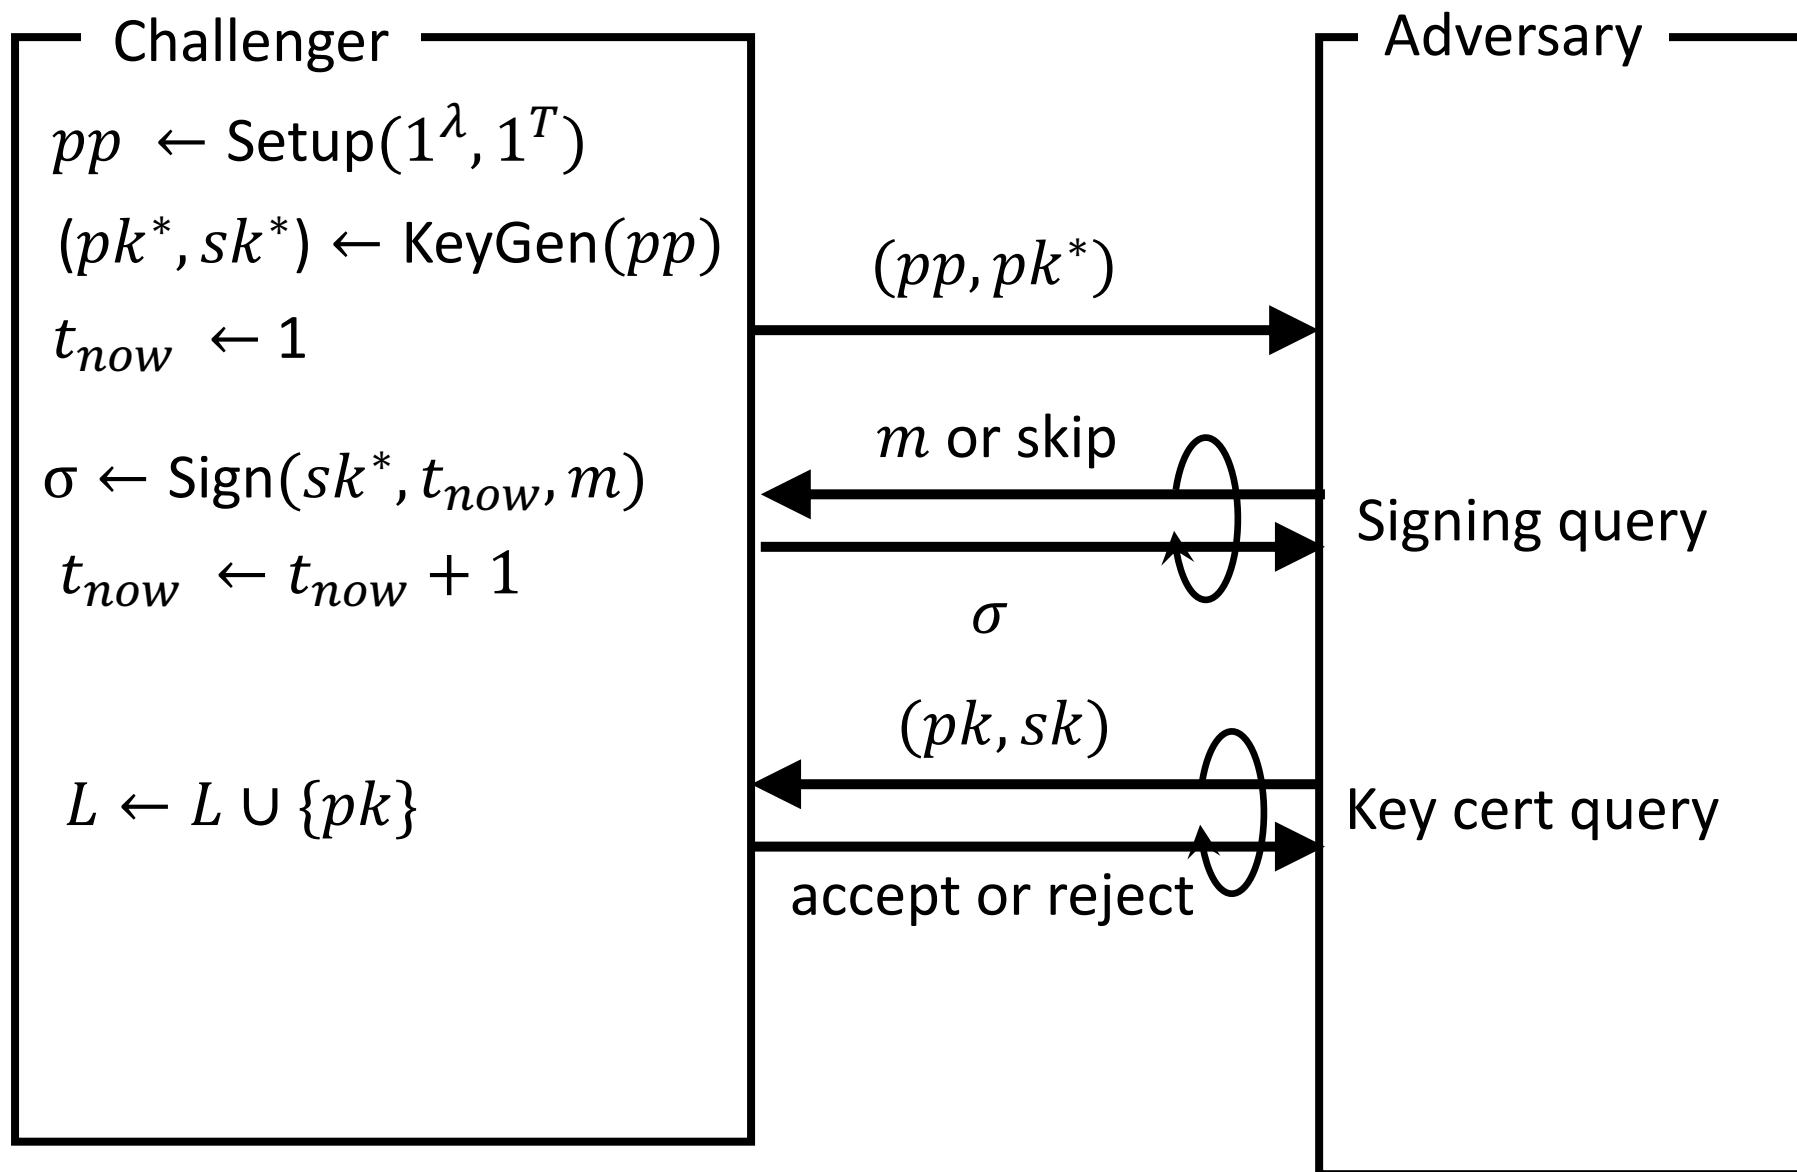 Challenger
Adversary
pp ← Setup(1^λ, 1^T)
(pk*, sk*) ← KeyGen(pp)
(pp, pk*)
t_now ← 1
m or skip
σ ← Sign(sk*, t_now, m)
Signing query
t_now ← t_now + 1
σ
(pk, sk)
L ← L ∪ {pk}
Key cert query
accept or reject